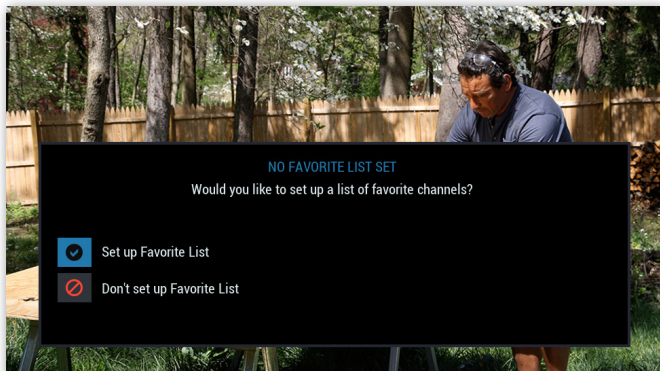 NO FAVORITE LIST SET
Would you like to set up a list of favorite channels?
Set up Favorite List
Don't set up Favorite List